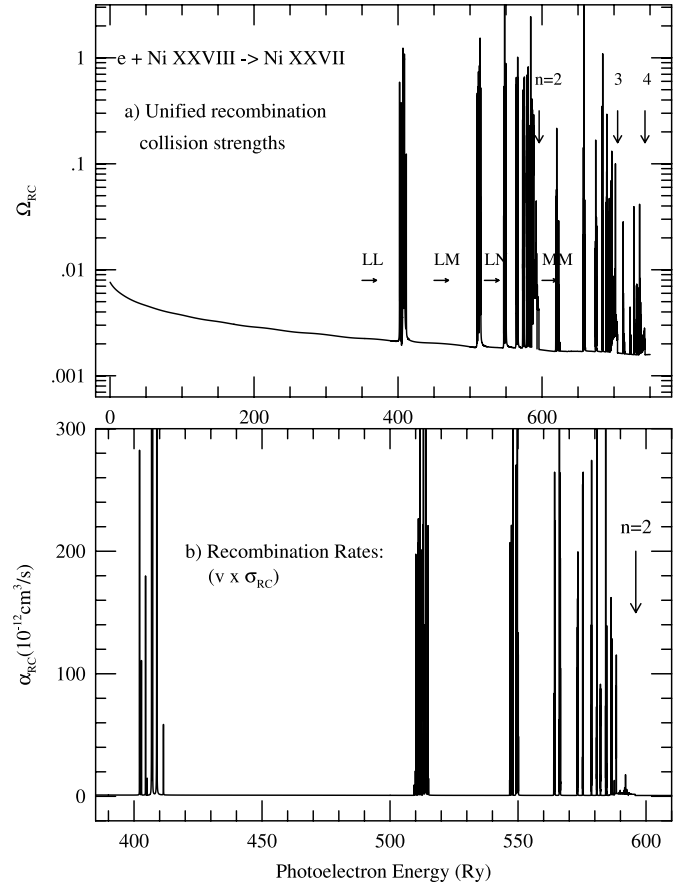 e + Ni XXVIII -> Ni XXVII
a) Unified recombination
collision strengths
n=2
3
4
1
.1
.01
.001
Ω_RC
LL
LM
LN
MM
0
200
400
600
300
200
100
0
b) Recombination Rates:
(v x σ_RC)
n=2
α_RC(10^-12 cm^3/s)
400
450
500
550
600
Photoelectron Energy (Ry)